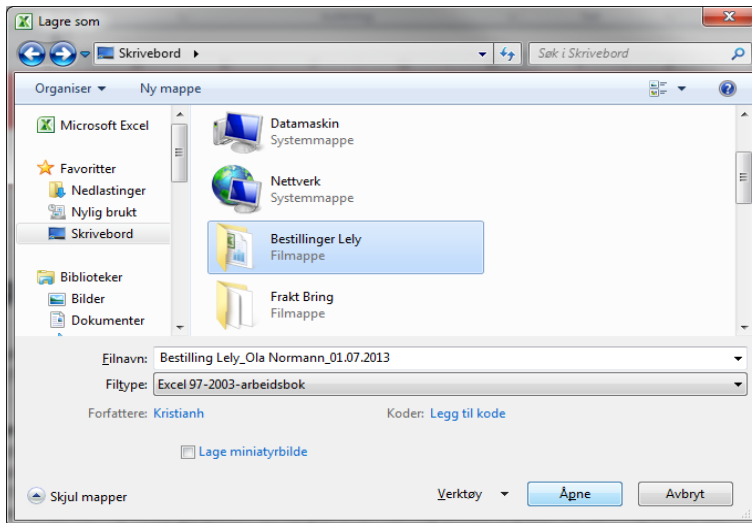 Lagre som
Skrivebord
Søk i Skrivebord
Organiser
Ny mappe
Microsoft Excel
Favoritter
Nedlastinger
Nylig brukt
Skrivebord
Biblioteker
Bilder
Dokumenter
Datamaskin
Systemmappe
Nettverk
Systemmappe
Bestillinger Lely
Filmappe
Frakt Bring
Filmappe
Filnavn: Bestilling Lely_Ola Normann_01.07.2013
Filtype: Excel 97-2003-arbeidsbok
Forfattere: Kristianh
Koder: Legg til kode
Lage miniatyrbilde
Skjul mapper
Verktøy
Åpne
Avbryt